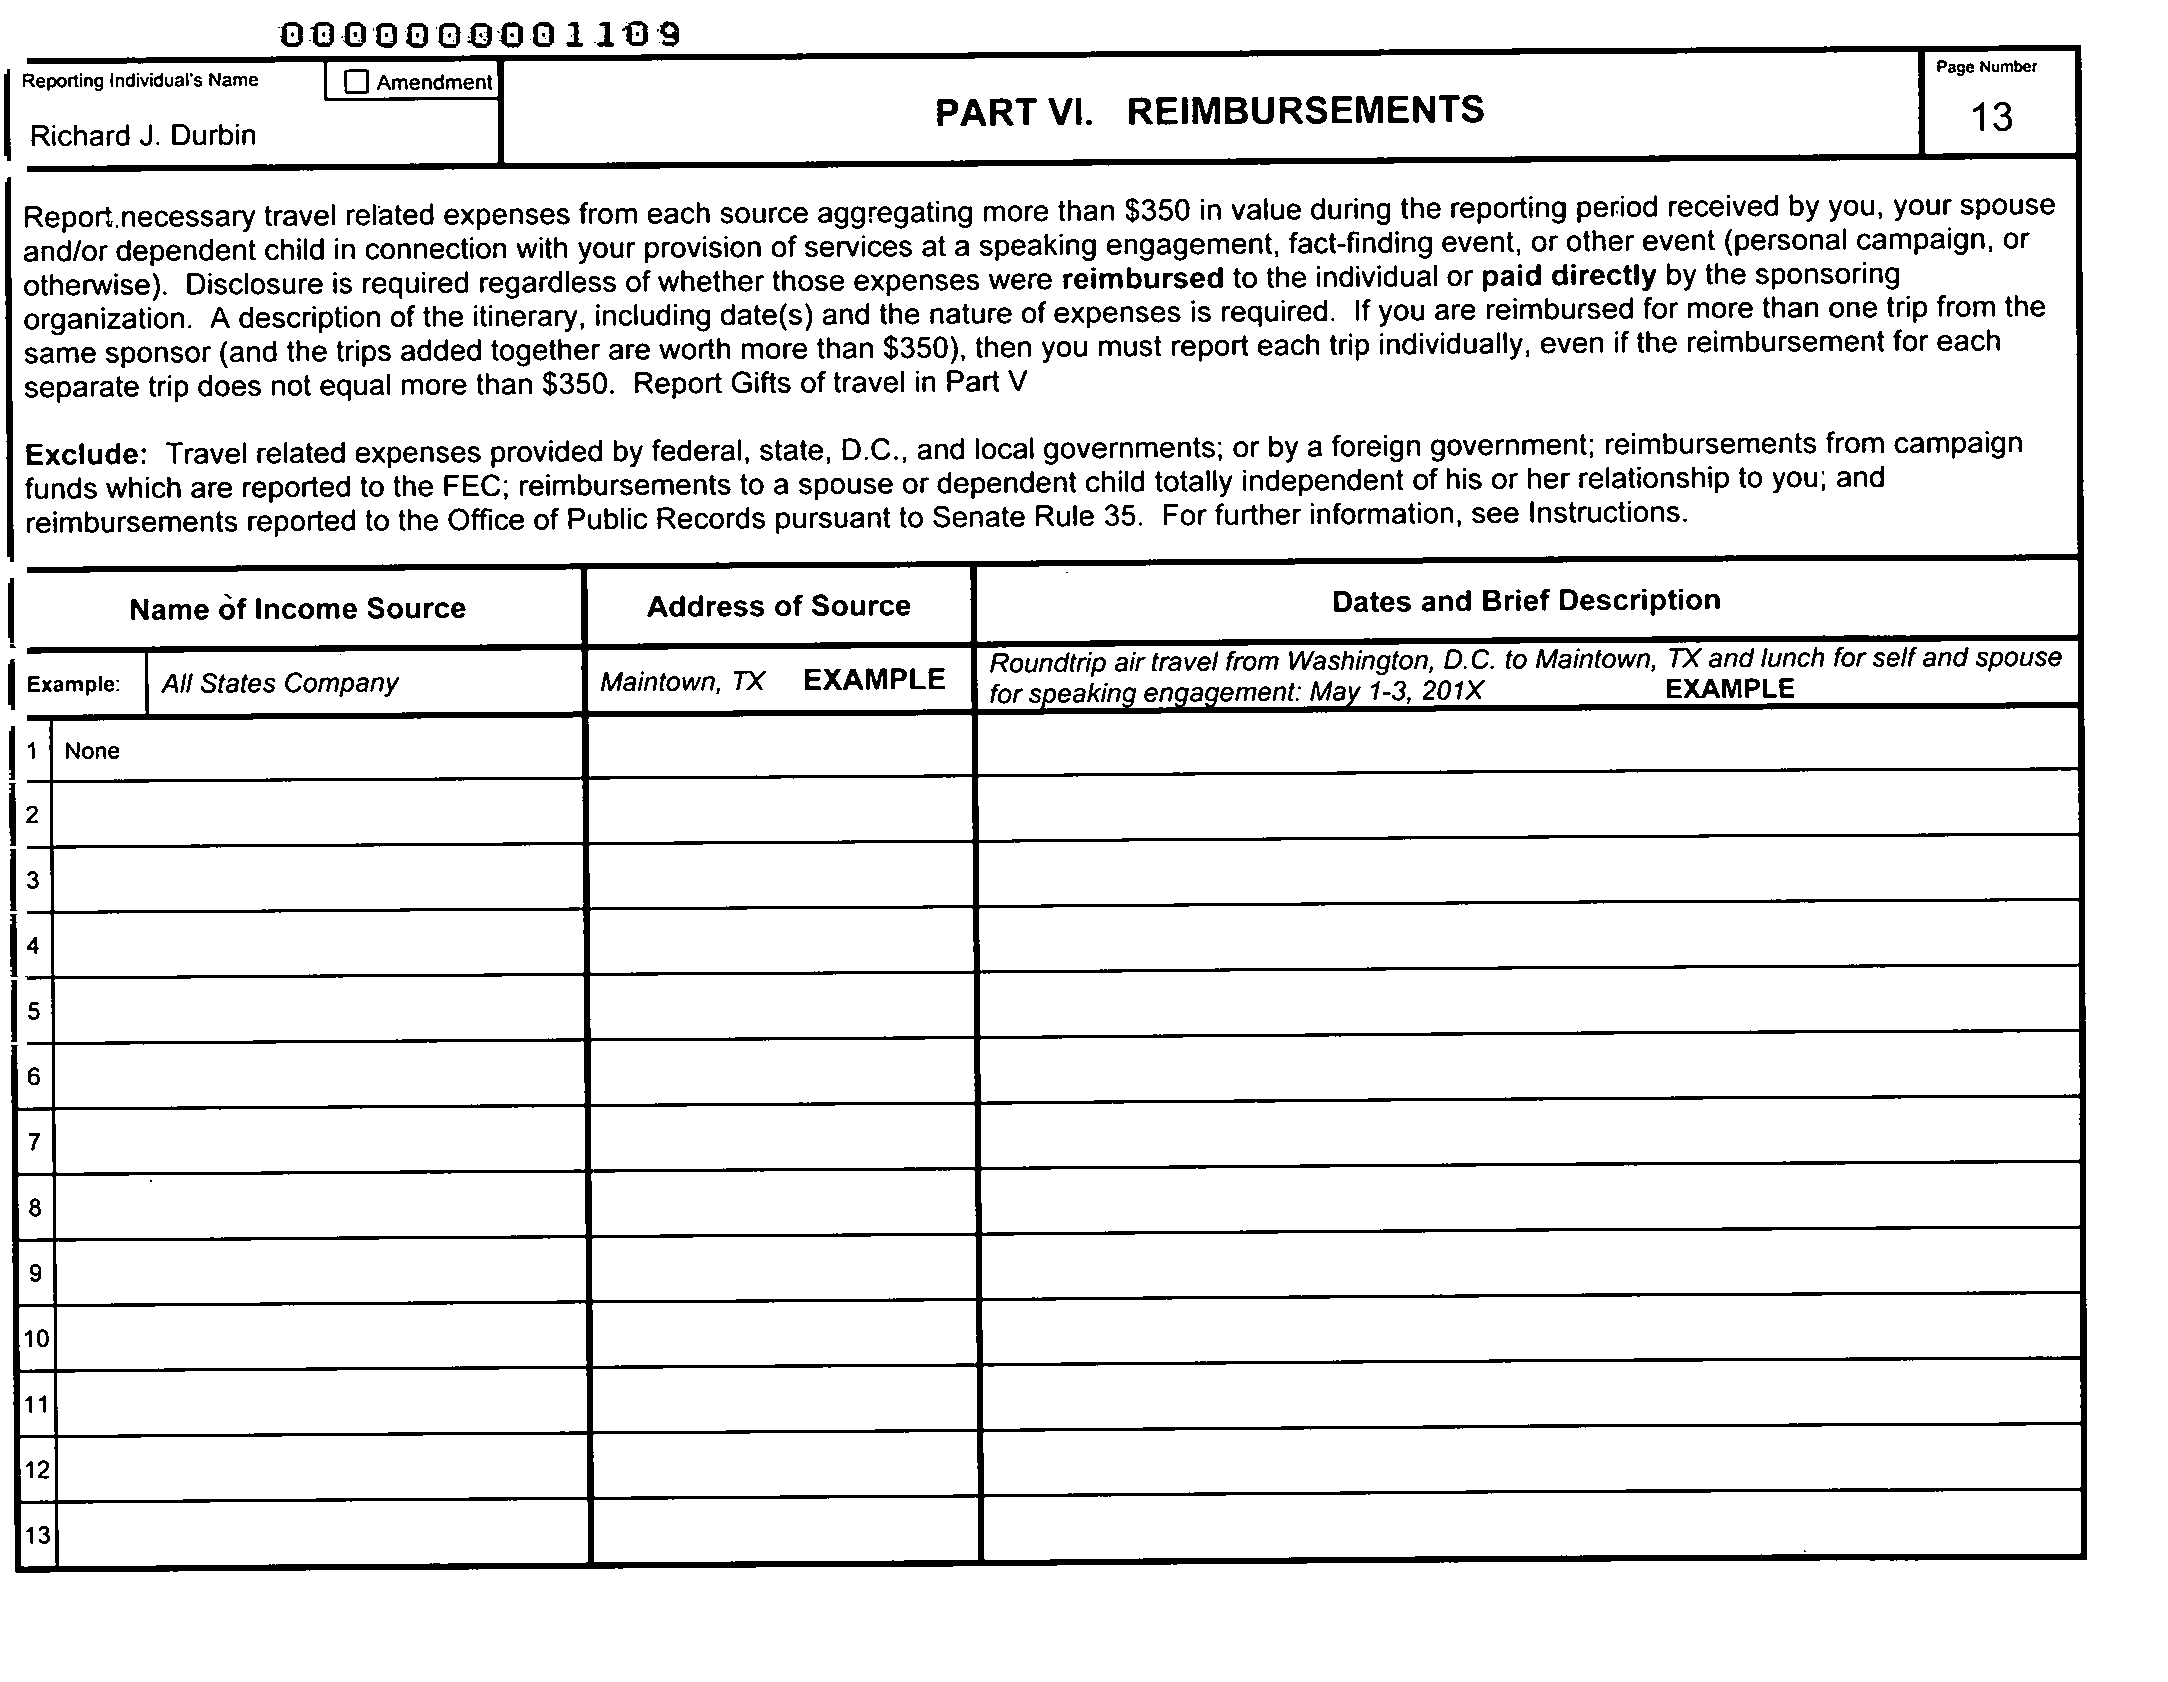 0000000001109
Reporting Individual's Name
☐ Amendment
Richard J. Durbin
PART VI. REIMBURSEMENTS
Page Number
13
Report necessary travel related expenses from each source aggregating more than $350 in value during the reporting period received by you, your spouse
and/or dependent child in connection with your provision of services at a speaking engagement, fact-finding event, or other event (personal campaign, or
otherwise). Disclosure is required regardless of whether those expenses were reimbursed to the individual or paid directly by the sponsoring
organization. A description of the itinerary, including date(s) and the nature of expenses is required. If you are reimbursed for more than one trip from the
same sponsor (and the trips added together are worth more than $350), then you must report each trip individually, even if the reimbursement for each
separate trip does not equal more than $350. Report Gifts of travel in Part V
Exclude: Travel related expenses provided by federal, state, D.C., and local governments; or by a foreign government; reimbursements from campaign
funds which are reported to the FEC; reimbursements to a spouse or dependent child totally independent of his or her relationship to you; and
reimbursements reported to the Office of Public Records pursuant to Senate Rule 35. For further information, see Instructions.
Name of Income Source
Address of Source
Dates and Brief Description
Example:
All States Company
Maintown, TX EXAMPLE
Roundtrip air travel from Washington, D.C. to Maintown, TX and lunch for self and spouse
for speaking engagement: May 1-3, 201X EXAMPLE
1 None
2
3
4
5
6
7
8
9
10
11
12
13